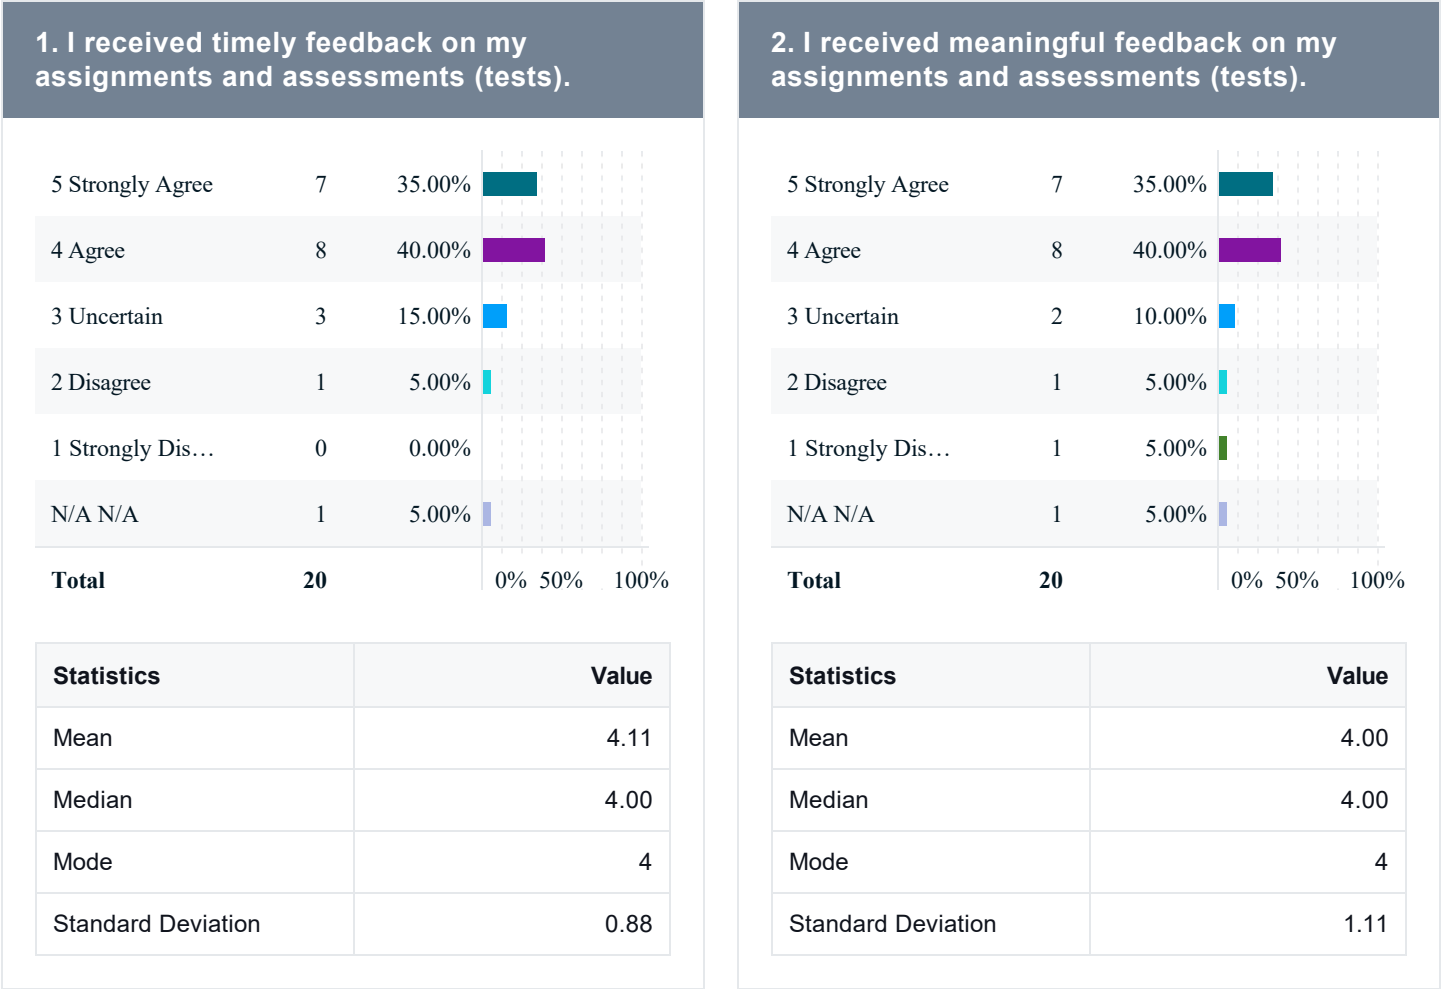 1. I received timely feedback on my
assignments and assessments (tests).
5 Strongly Agree 7 35.00%
4 Agree 8 40.00%
3 Uncertain 3 15.00%
2 Disagree 1 5.00%
1 Strongly Dis... 0 0.00%
N/A N/A 1 5.00%
Total 20 0% 50% 100%
Statistics Value
Mean 4.11
Median 4.00
Mode 4
Standard Deviation 0.88
2. I received meaningful feedback on my
assignments and assessments (tests).
5 Strongly Agree 7 35.00%
4 Agree 8 40.00%
3 Uncertain 2 10.00%
2 Disagree 1 5.00%
1 Strongly Dis... 1 5.00%
N/A N/A 1 5.00%
Total 20 0% 50% 100%
Statistics Value
Mean 4.00
Median 4.00
Mode 4
Standard Deviation 1.11